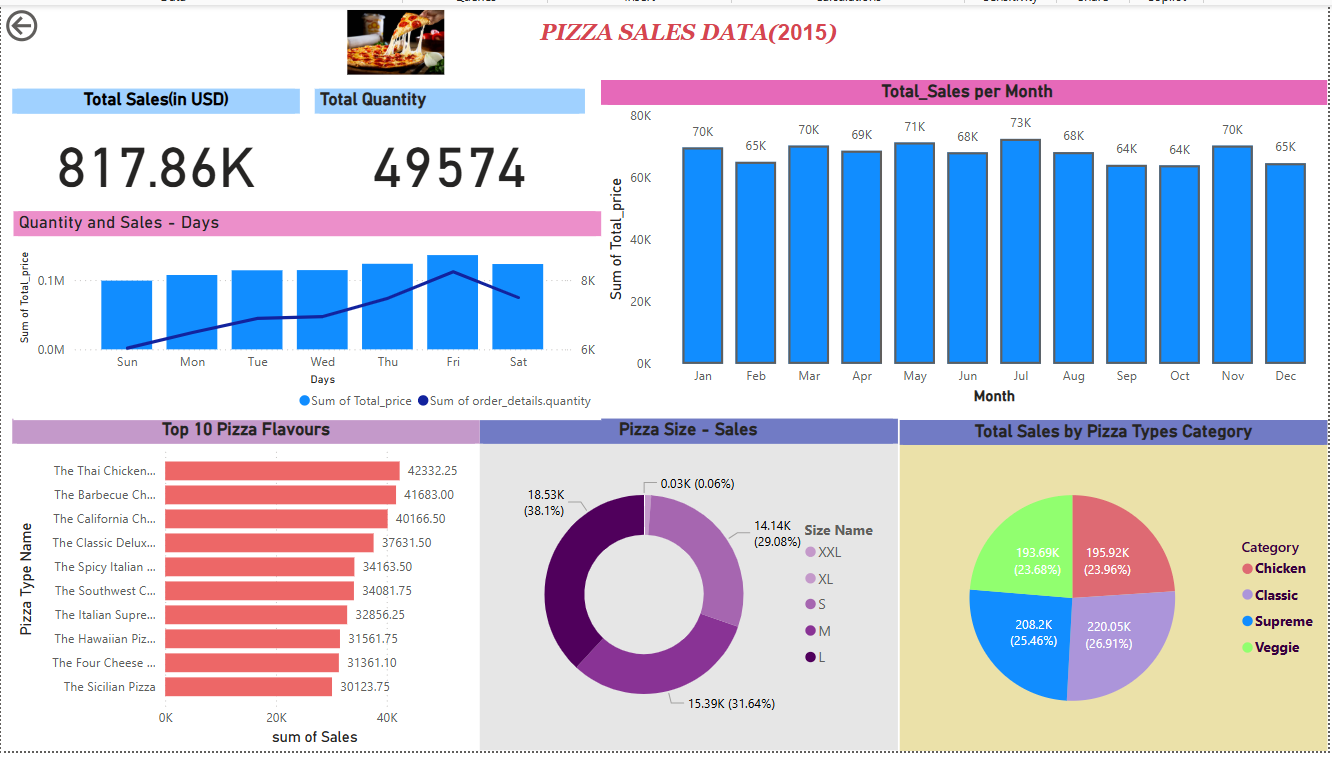 PIZZA SALES DATA(2015)
Total Sales(in USD)
817.86K
Total Quantity
49574
Quantity and Sales - Days
Sum of Total_price
0.1M
0.0M
8K
6K
Sun Mon Tue Wed Thu Fri Sat
Days
Sum of Total_price Sum of order_details.quantity
Total_Sales per Month
Sum of Total_price
80K
60K
40K
20K
0K
70K 65K 70K 69K 71K 68K 73K 68K 64K 64K 70K 65K
Jan Feb Mar Apr May Jun Jul Aug Sep Oct Nov Dec
Month
Top 10 Pizza Flavours
Pizza Type Name
The Thai Chicken... 42332.25
The Barbecue Ch... 41683.00
The California Ch... 40166.50
The Classic Delux... 37631.50
The Spicy Italian ... 34163.50
The Southwest C... 34081.75
The Italian Supre... 32856.25
The Hawaiian Piz... 31561.75
The Four Cheese ... 31361.10
The Sicilian Pizza 30123.75
0K 20K 40K
sum of Sales
Pizza Size - Sales
0.03K (0.06%)
18.53K
(38.1%)
14.14K
(29.08%)
15.39K (31.64%)
Size Name
XXL
XL
S
M
L
Total Sales by Pizza Types Category
193.69K
(23.68%)
195.92K
(23.96%)
208.2K
(25.46%)
220.05K
(26.91%)
Category
Chicken
Classic
Supreme
Veggie